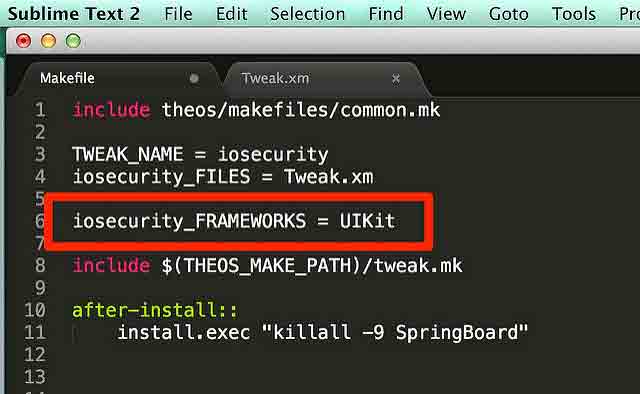 Sublime Text 2 File Edit Selection Find View Goto Tools Pro
Makefile Tweak.xm ×
1 include theos/makefiles/common.mk
2
3 TWEAK_NAME = iosecurity
4 iosecurity_FILES = Tweak.xm
5
6 iosecurity_FRAMEWORKS = UIKit
7
8 include $(THEOS_MAKE_PATH)/tweak.mk
9
10 after-install::
11 install.exec "killall -9 SpringBoard"
12
13
14